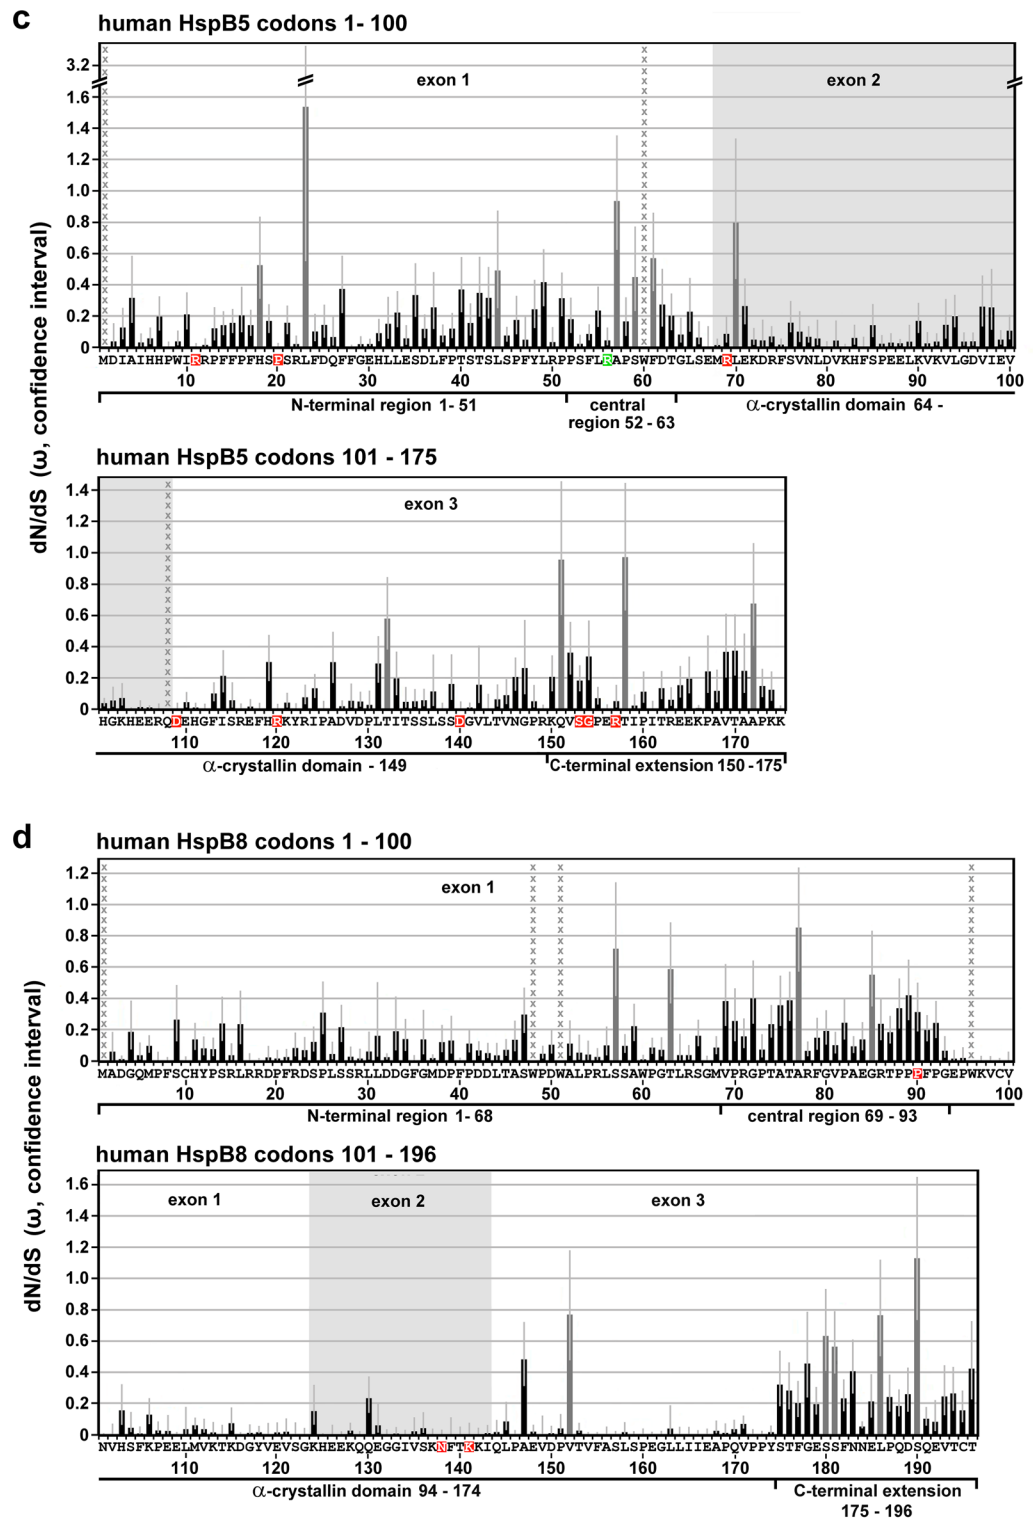 c
human HspB5 codons 1- 100
3.2
exon 1
exon 2
1.6
1.4
1.2
1.0
0.8
0.6
0.4
0.2
0
MDIAIHHPWIRRPFFPFHSPSRLFDQFFGEHLLESDLFPTSTSLSPFYLRPPSFLRAPSWFDTGLSEMRLEKDRFSVNLDVKHFSPEELKVKVLGDVIEV
10 20 30 40 50 60 70 80 90 100
N-terminal region 1- 51
central region 52 - 63
α-crystallin domain 64 -
dN/dS (ω, confidence interval)
human HspB5 codons 101 - 175
exon 3
1.4
1.2
1.0
0.8
0.6
0.4
0.2
0
HGKHEERQDEHGFISREFHRKYRIPADVDPLTITSSLSSDGVLTVNGPRKQVSGPERTIPITREEKPAVTAAPKK
110 120 130 140 150 160 170
α-crystallin domain - 149
C-terminal extension 150 -175
d
human HspB8 codons 1 - 100
exon 1
1.2
1.0
0.8
0.6
0.4
0.2
0
MADGQMPFSCHYPSRLRRDPFRDSPLSSRLLDDGFGMDPFPDDLTASWPDWALPRLSSAWPGTLRSGMVPRGPTATARFGVPAEGRTPPPFPGEPWKVCV
10 20 30 40 50 60 70 80 90 100
N-terminal region 1- 68
central region 69 - 93
dN/dS (ω, confidence interval)
human HspB8 codons 101 - 196
exon 1
exon 2
exon 3
1.6
1.4
1.2
1.0
0.8
0.6
0.4
0.2
0
NVHSFKPEELMVKTKDGYVEVSGKHEEKQQEGGIVSKNFTKKIQLPAEVDPVTVFASLSPEGLLIIEAPQVPPYSTFGESSFNNELPQDSQEVTCT
110 120 130 140 150 160 170 180 190
α-crystallin domain 94 - 174
C-terminal extension
175 - 196